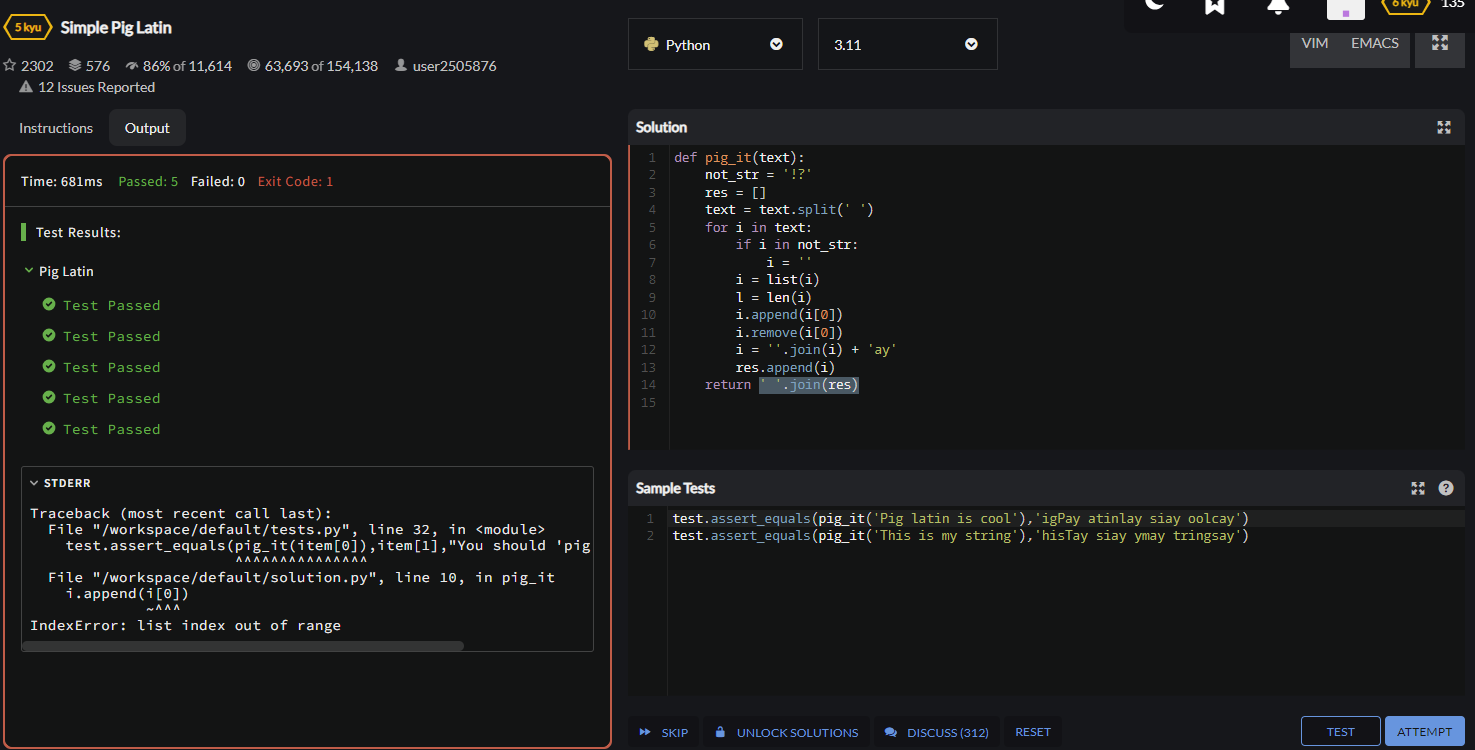 5 kyu Simple Pig Latin
2302 576 86% of 11,614 63,693 of 154,138 user2505876
12 Issues Reported
Instructions Output
Time: 681ms Passed: 5 Failed: 0 Exit Code: 1
Test Results:
Pig Latin
Test Passed
Test Passed
Test Passed
Test Passed
Test Passed
STDERR
Traceback (most recent call last):
File "/workspace/default/tests.py", line 32, in <module>
test.assert_equals(pig_it(item[0]),item[1],"You should 'pig
^^^^^^^^^^^^^^^
File "/workspace/default/solution.py", line 10, in pig_it
i.append(i[0])
~^^^
IndexError: list index out of range
6 kyu 135
Python 3.11 VIM EMACS
Solution
1 def pig_it(text):
2 not_str = '!?'
3 res = []
4 text = text.split(' ')
5 for i in text:
6 if i in not_str:
7 i = ''
8 i = list(i)
9 l = len(i)
10 i.append(i[0])
11 i.remove(i[0])
12 i = ''.join(i) + 'ay'
13 res.append(i)
14 return ' '.join(res)
15
Sample Tests
1 test.assert_equals(pig_it('Pig latin is cool'),'igPay atinlay siay oolcay')
2 test.assert_equals(pig_it('This is my string'),'hisTay siay ymay tringsay')
SKIP UNLOCK SOLUTIONS DISCUSS (312) RESET TEST ATTEMPT